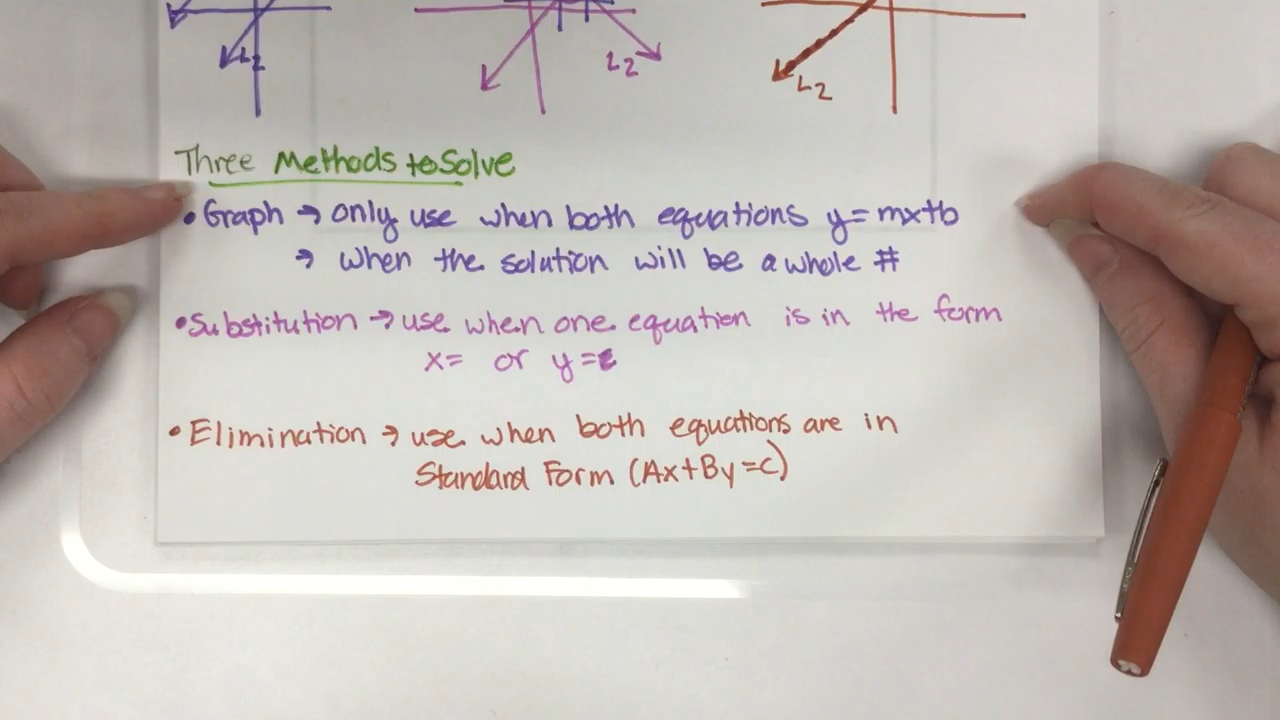 L2
L2
L2
Three Methods to Solve
• Graph → only use when both equations y=mx+b
→ when the solution will be a whole #
• Substitution → use when one equation is in the form
x= or y=
• Elimination → use when both equations are in
Standard Form (Ax+By=C)